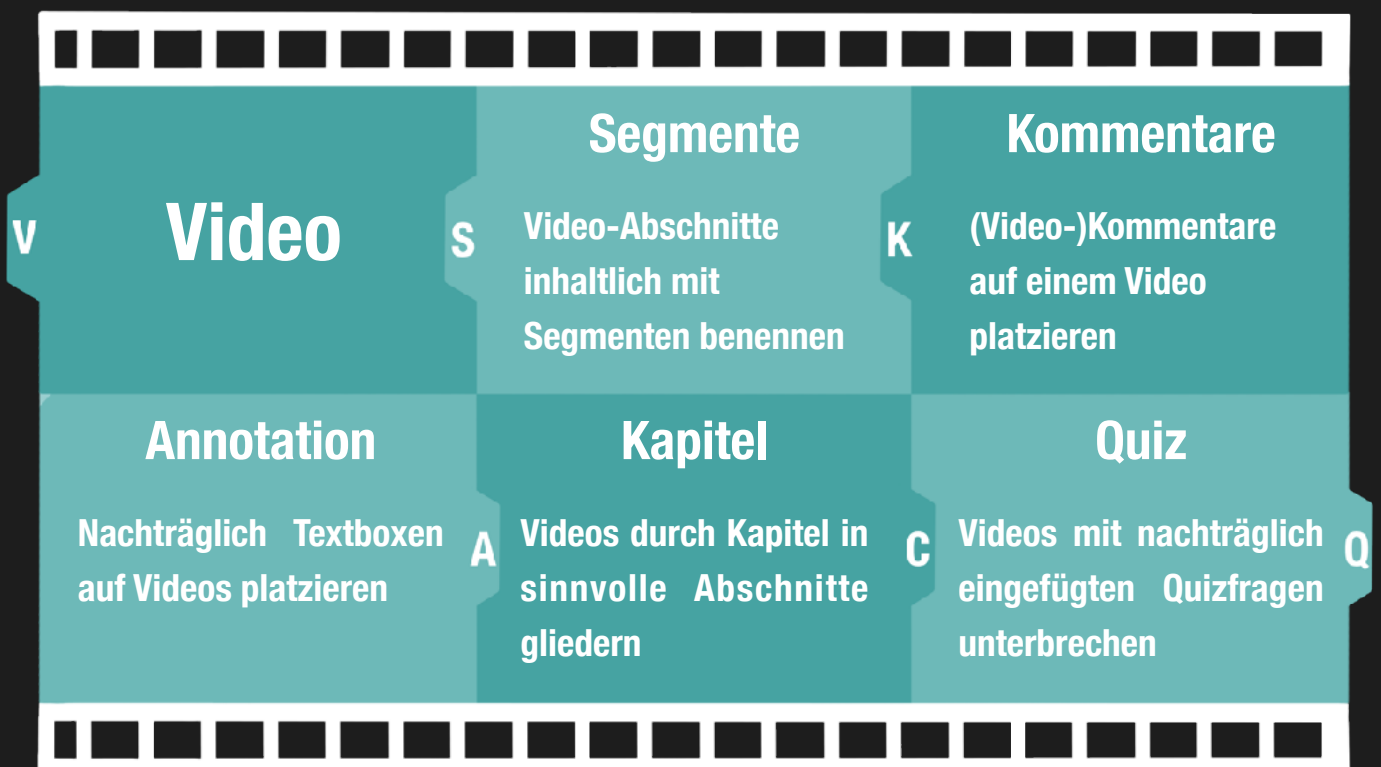 V
Video
S
Segmente
Video-Abschnitte
inhaltlich mit
Segmenten benennen
K
Kommentare
(Video-)Kommentare
auf einem Video
platzieren
Annotation
Nachträglich Textboxen
auf Videos platzieren
A
Kapitel
Videos durch Kapitel in
sinnvolle Abschnitte
gliedern
C
Quiz
Videos mit nachträglich
eingefügten Quizfragen
unterbrechen
Q